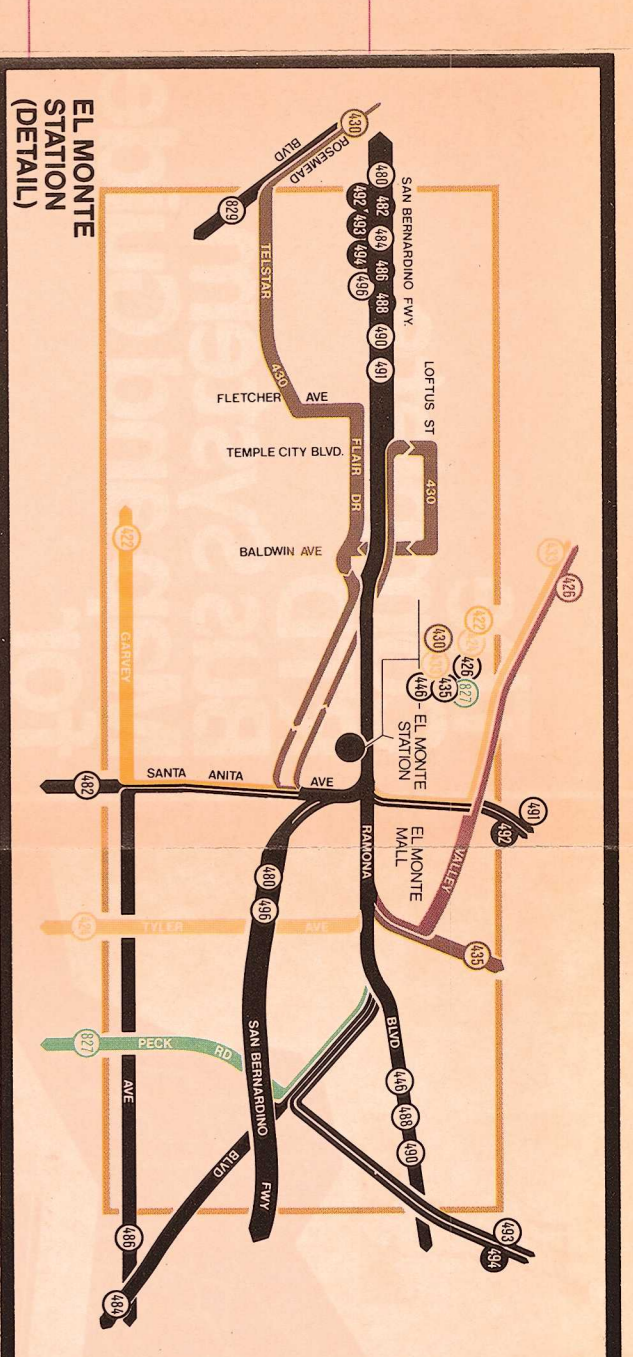 EL MONTE
STATION
(DETAIL)
430
ROSEMEAD
BLVD
829
480 482 484 486 488 490 491
492 493 494 496
SAN BERNARDINO FWY.
TELSTAR
430
FLETCHER AVE
TEMPLE CITY BLVD.
LOFTUS ST
430
FLAIR DR
BALDWIN AVE
422
GARVEY
426
422
430
426
827
435
446
EL MONTE
STATION
482
SANTA ANITA AVE
491
492
EL MONTE
MALL
RAMONA
VALLEY
435
480 496
TYLER AVE
827
PECK RD
AVE
SAN BERNARDINO FWY
BLVD
446 488 490
BLVD
493
494
486
484